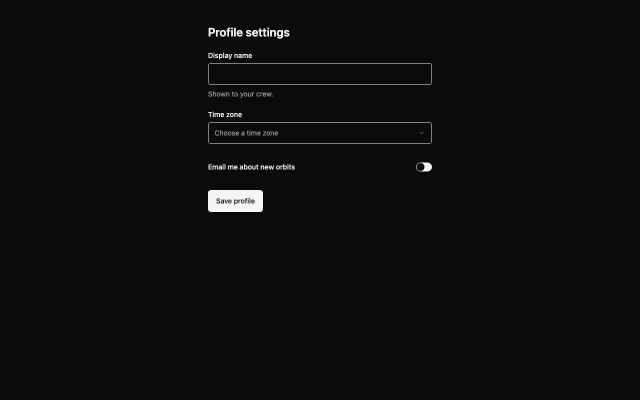 Profile settings
Display name
Shown to your crew.
Time zone
Choose a time zone
Email me about new orbits
Save profile